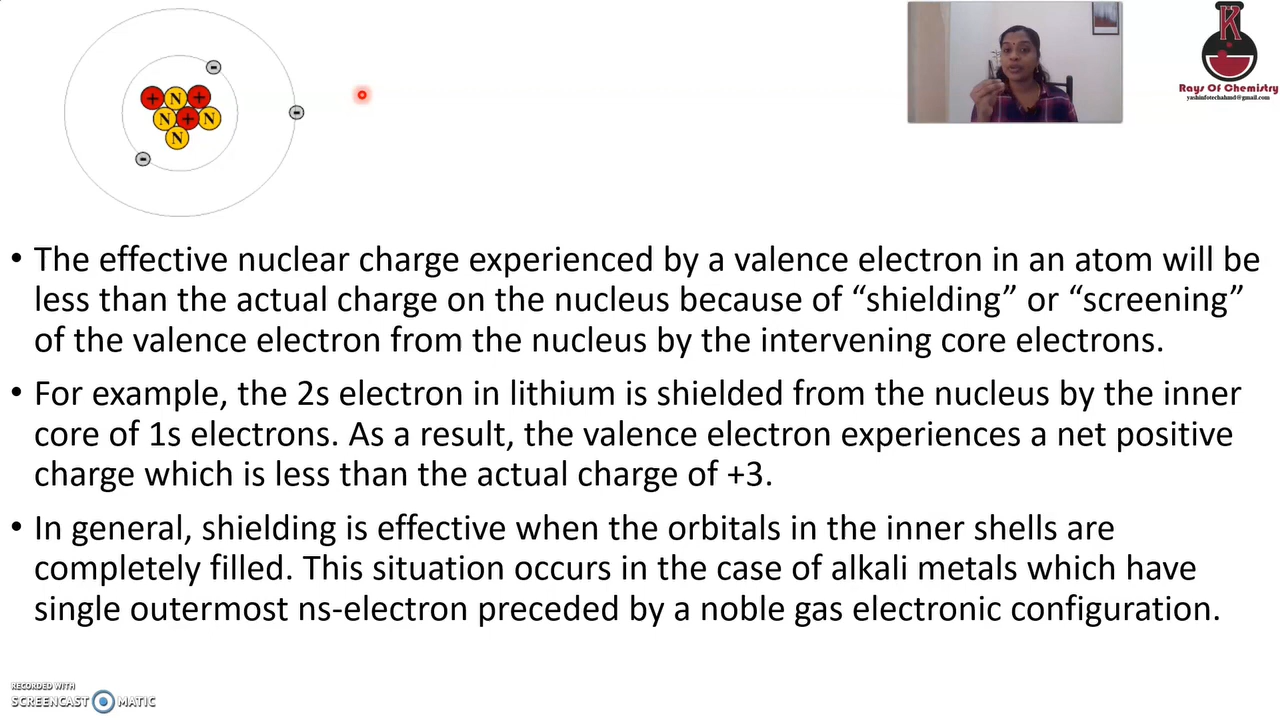 + N +
N + N
N
K
Rays Of Chemistry
yashinfotechahmd@gmail.com
• The effective nuclear charge experienced by a valence electron in an atom will be
less than the actual charge on the nucleus because of “shielding” or “screening”
of the valence electron from the nucleus by the intervening core electrons.
• For example, the 2s electron in lithium is shielded from the nucleus by the inner
core of 1s electrons. As a result, the valence electron experiences a net positive
charge which is less than the actual charge of +3.
• In general, shielding is effective when the orbitals in the inner shells are
completely filled. This situation occurs in the case of alkali metals which have
single outermost ns-electron preceded by a noble gas electronic configuration.
RECORDED WITH
SCREENCAST MATIC